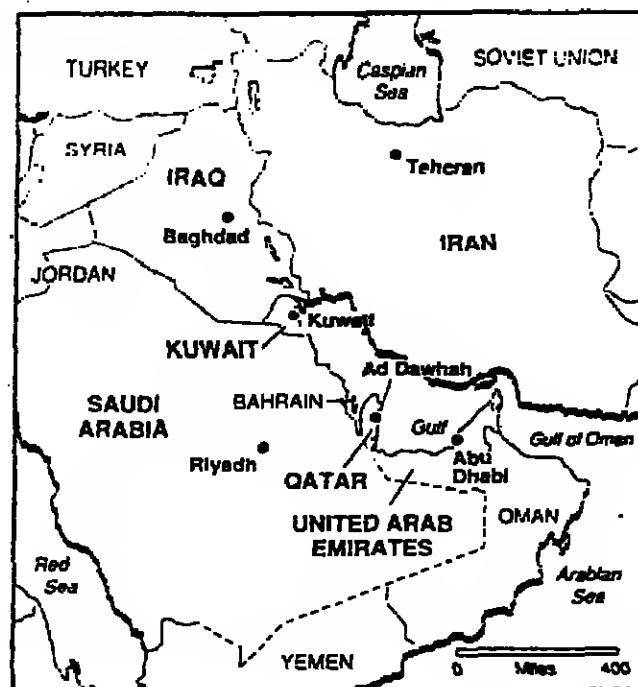 TURKEY
Caspian
Sea
SOVIET UNION
SYRIA
IRAQ
Teheran
Baghdad
IRAN
JORDAN
Kuwait
KUWAIT
Ad Dawhah
SAUDI
ARABIA
BAHRAIN
Gulf
Gulf of Oman
Riyadh
Abu
Dhabi
QATAR
OMAN
UNITED ARAB
EMIRATES
Red
Sea
Arabian
Sea
YEMEN
0 Miles 400